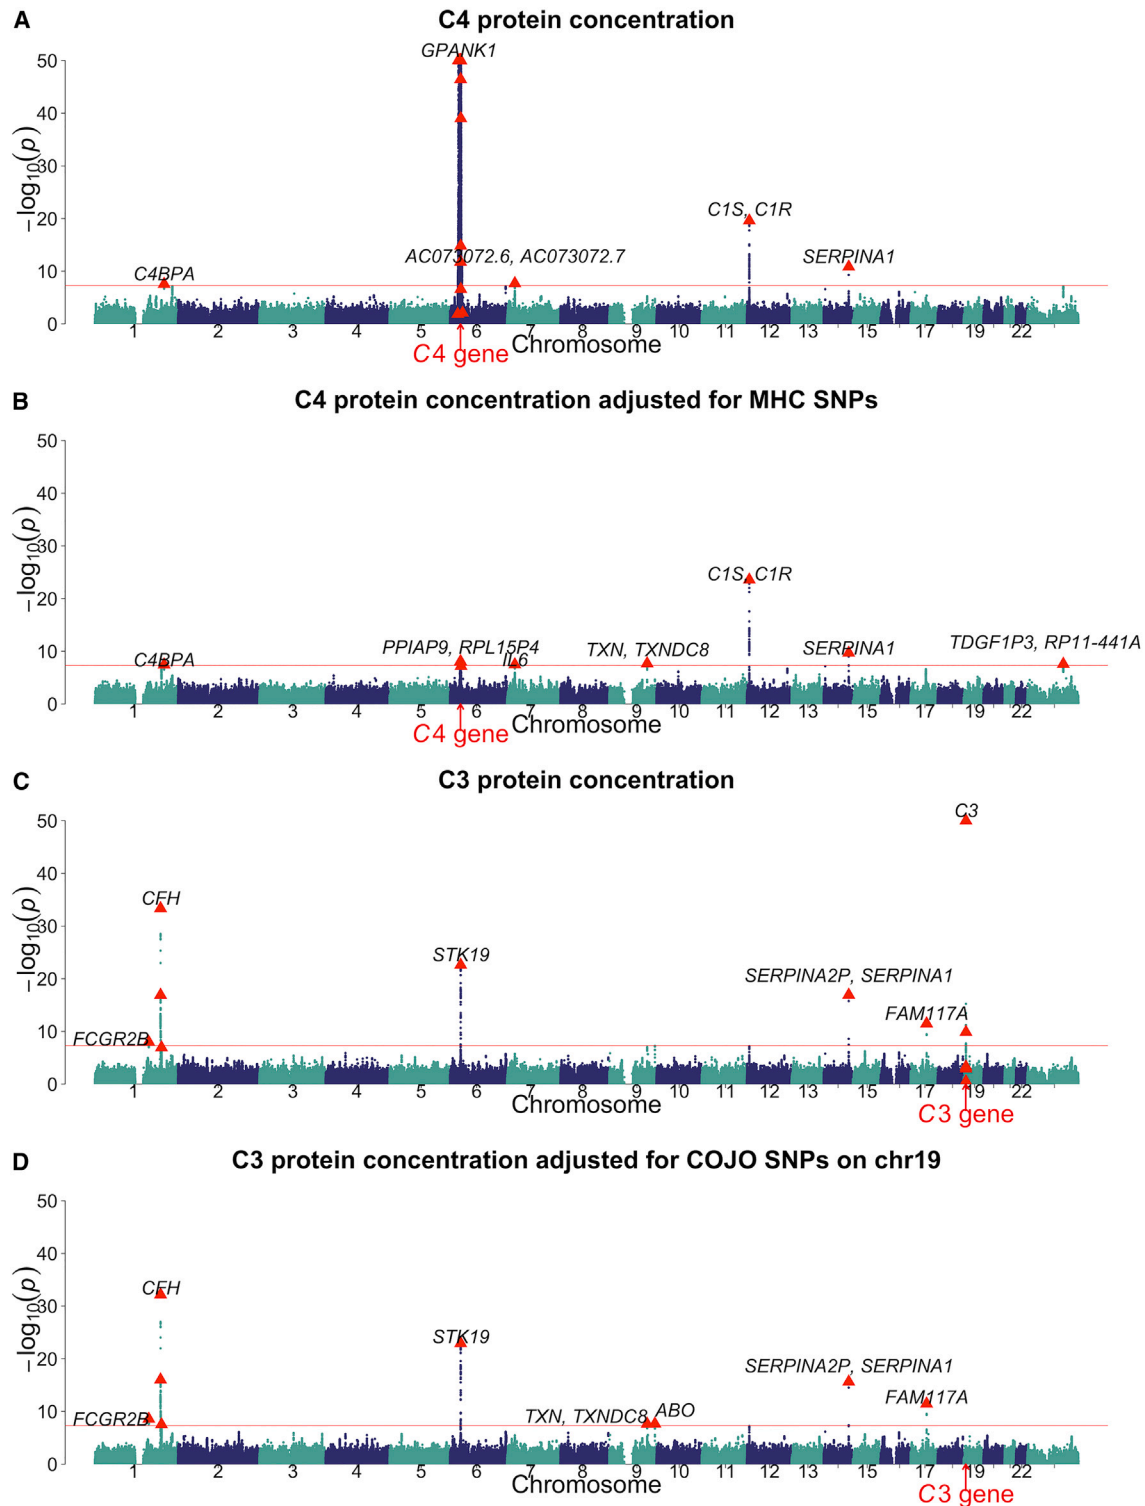 A
C4 protein concentration
GPANK1
50
40
30
20
10
0
−log10(p)
C1S, C1R
AC073072.6, AC073072.7
SERPINA1
C4BPA
1 2 3 4 5 6 7 8 9 10 11 12 13 15 17 19 22
Chromosome
C4 gene
B
C4 protein concentration adjusted for MHC SNPs
50
40
30
20
10
0
−log10(p)
C1S, C1R
PPIAP9, RPL15P4
TXN, TXNDC8
SERPINA1
TDGF1P3, RP11-441A
C4BPA
IL6
1 2 3 4 5 6 7 8 9 10 11 12 13 15 17 19 22
Chromosome
C4 gene
C
C3 protein concentration
C3
50
40
30
20
10
0
−log10(p)
CFH
STK19
SERPINA2P, SERPINA1
FAM117A
FCGR2B
1 2 3 4 5 6 7 8 9 10 11 12 13 15 17 19 22
Chromosome
C3 gene
D
C3 protein concentration adjusted for COJO SNPs on chr19
50
40
30
20
10
0
−log10(p)
CFH
STK19
SERPINA2P, SERPINA1
FAM117A
FCGR2B
TXN, TXNDC8
ABO
1 2 3 4 5 6 7 8 9 10 11 12 13 15 17 19 22
Chromosome
C3 gene